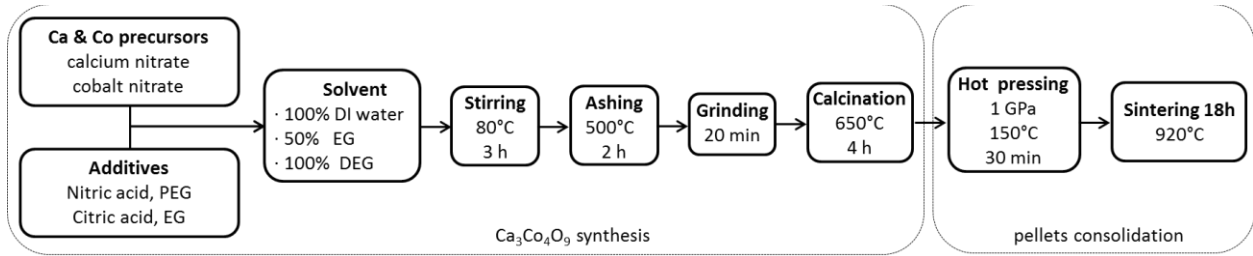 Ca & Co precursors
calcium nitrate
cobalt nitrate
Additives
Nitric acid, PEG
Citric acid, EG
Solvent
· 100% DI water
· 50% EG
· 100% DEG
Stirring
80°C
3 h
Ashing
500°C
2 h
Grinding
20 min
Calcination
650°C
4 h
Ca₃Co₄O₉ synthesis
Hot pressing
1 GPa
150°C
30 min
Sintering 18h
920°C
pellets consolidation